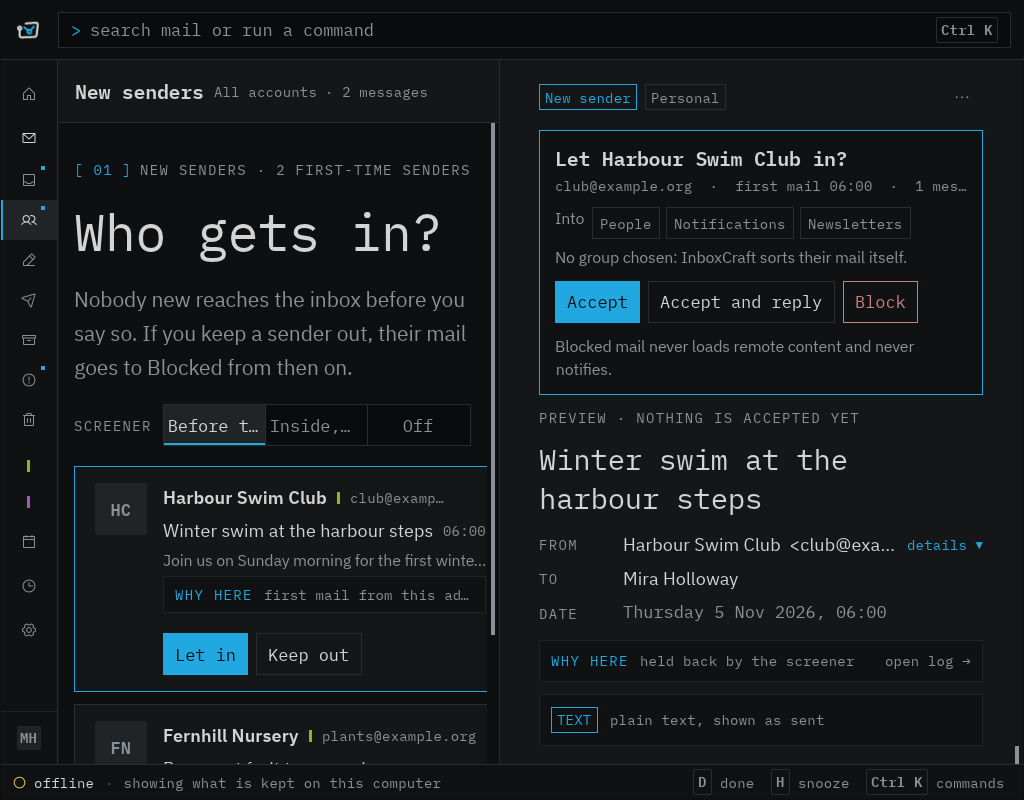 > search mail or run a command Ctrl K
New senders All accounts · 2 messages
[ 01 ] NEW SENDERS · 2 FIRST-TIME SENDERS
Who gets in?
Nobody new reaches the inbox before you
say so. If you keep a sender out, their mail
goes to Blocked from then on.
SCREENER Before t… Inside,… Off
HC Harbour Swim Club club@examp…
Winter swim at the harbour steps 06:00
Join us on Sunday morning for the first winte…
WHY HERE first mail from this ad…
Let in Keep out
FN Fernhill Nursery plants@example.org
New sender Personal ...
Let Harbour Swim Club in?
club@example.org · first mail 06:00 · 1 mes…
Into People Notifications Newsletters
No group chosen: InboxCraft sorts their mail itself.
Accept Accept and reply Block
Blocked mail never loads remote content and never
notifies.
PREVIEW · NOTHING IS ACCEPTED YET
Winter swim at the
harbour steps
FROM Harbour Swim Club <club@exa… details ▼
TO Mira Holloway
DATE Thursday 5 Nov 2026, 06:00
WHY HERE held back by the screener open log →
TEXT plain text, shown as sent
MH
offline · showing what is kept on this computer
D done H snooze Ctrl K commands